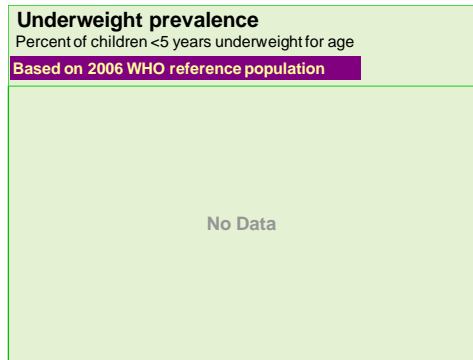 Underweight prevalence
Percent of children <5 years underweight for age
Based on 2006 WHO reference population
No Data